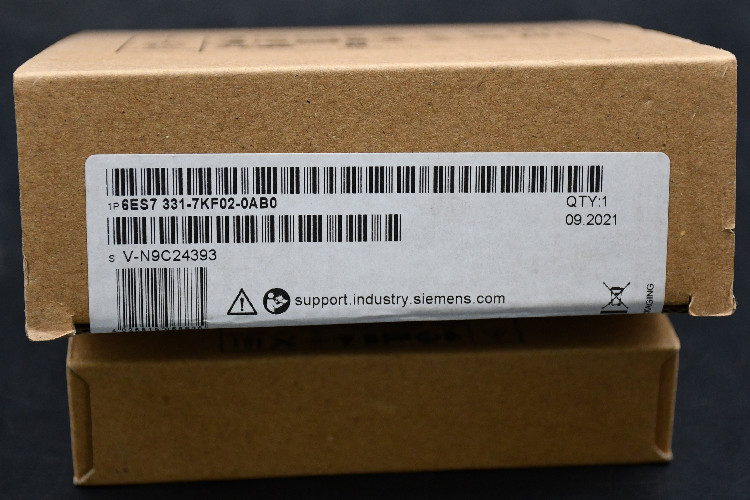 1P 6ES7 331-7KF02-0AB0
QTY:1
09.2021
S V-N9C24393
support.industry.siemens.com